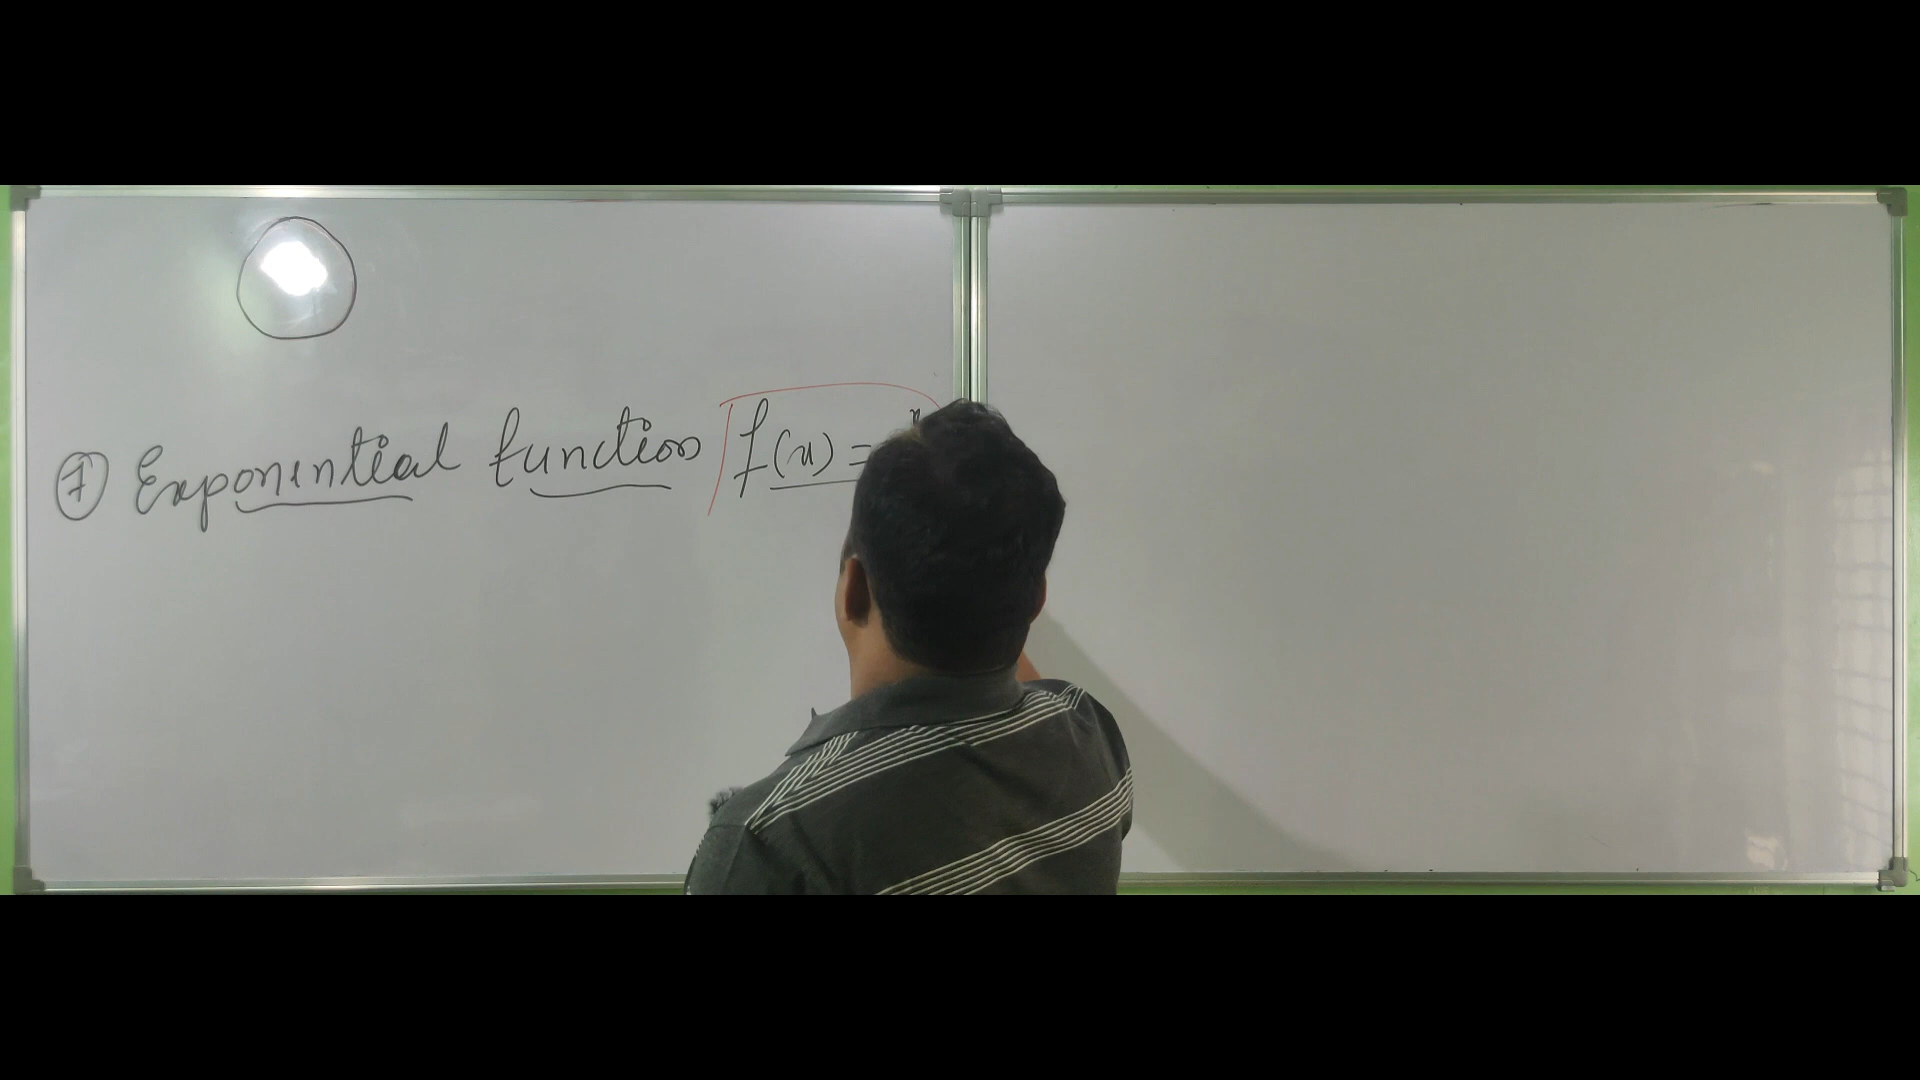 ⑦ Exponential function f(x) = x